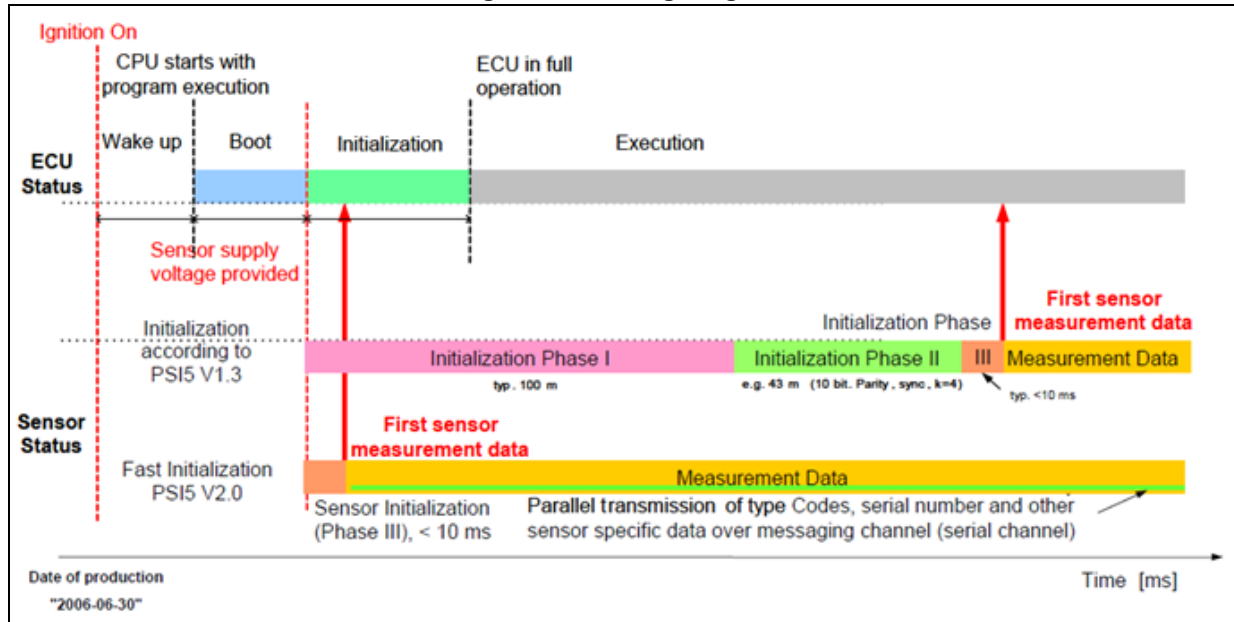 Ignition On
CPU starts with
program execution
ECU in full
operation
Wake up
Boot
Initialization
Execution
ECU
Status
Sensor supply
voltage provided
First sensor
measurement data
Initialization Phase
Initialization
according to
PSI5 V1.3
Initialization Phase I
Initialization Phase II
III
Measurement Data
typ. 100 m
e.g. 43 m (10 bit. Parity, sync, k=4)
typ. <10 ms
Sensor
Status
First sensor
measurement data
Fast Initialization
PSI5 V2.0
Measurement Data
Sensor Initialization
(Phase III), < 10 ms
Parallel transmission of type Codes, serial number and other
sensor specific data over messaging channel (serial channel)
Date of production
"2006-06-30"
Time [ms]